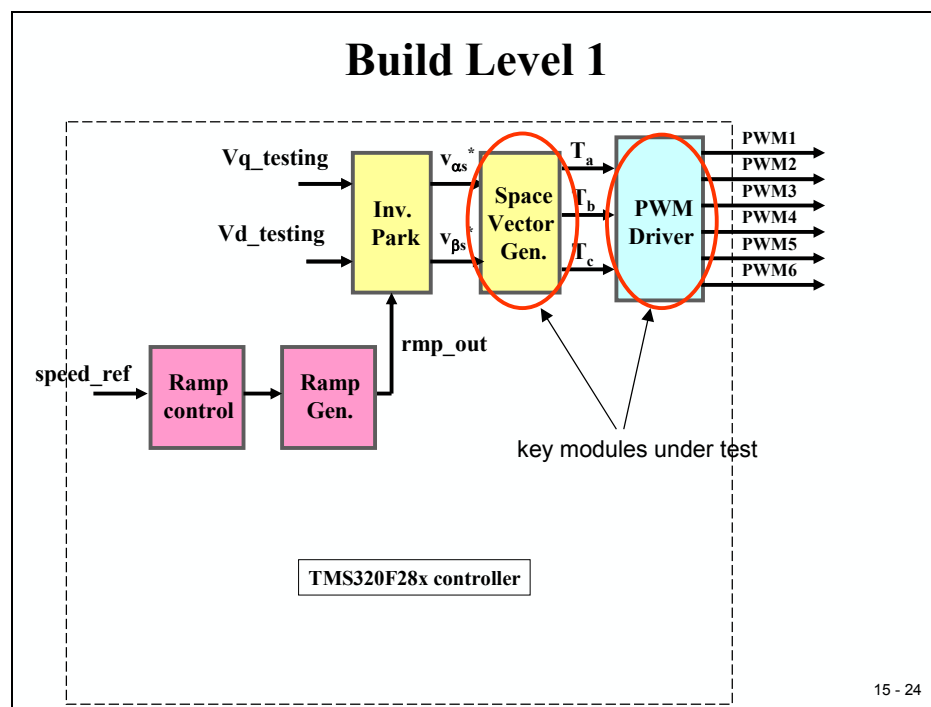 Build Level 1
Vq_testing
Vd_testing
Inv.
Park
vαs*
vβs*
Space
Vector
Gen.
Ta
Tb
Tc
PWM
Driver
PWM1
PWM2
PWM3
PWM4
PWM5
PWM6
speed_ref
Ramp
control
Ramp
Gen.
rmp_out
key modules under test
TMS320F28x controller
15 - 24